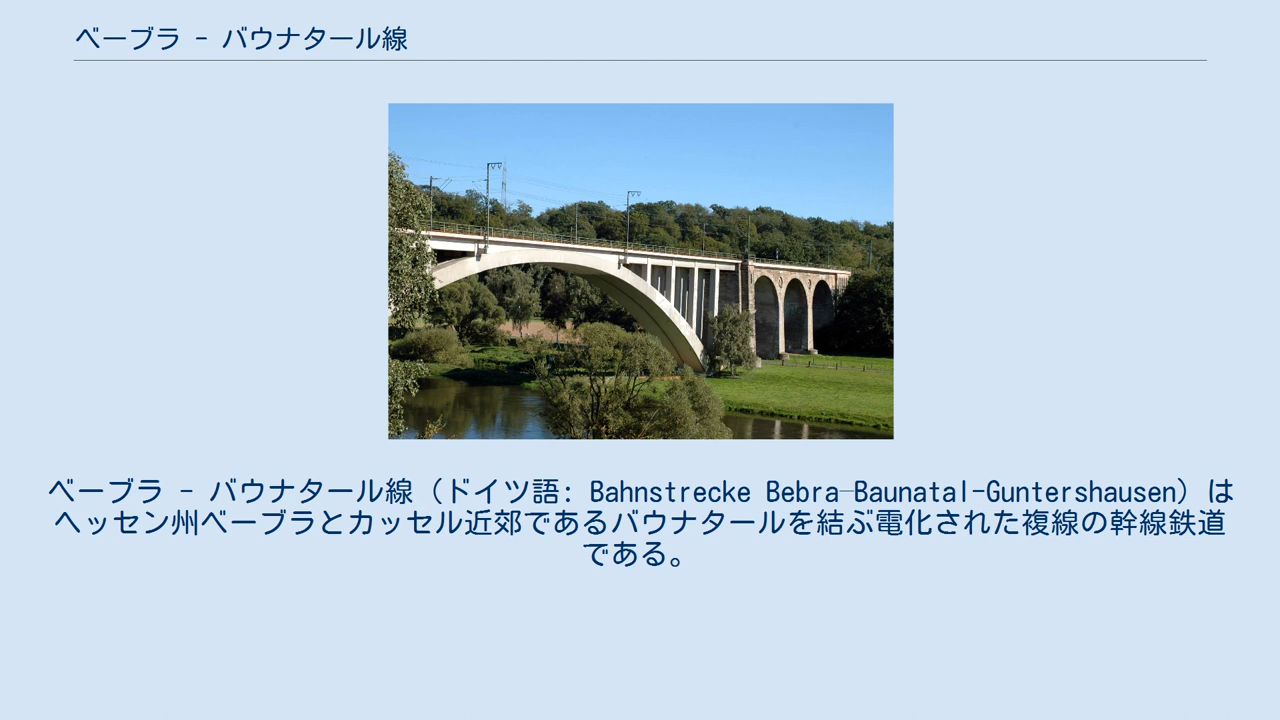 ベーブラ - バウナタール線
ベーブラ - バウナタール線（ドイツ語: Bahnstrecke Bebra–Baunatal-Guntershausen）は
ヘッセン州ベーブラとカッセル近郊であるバウナタールを結ぶ電化された複線の幹線鉄道
である。